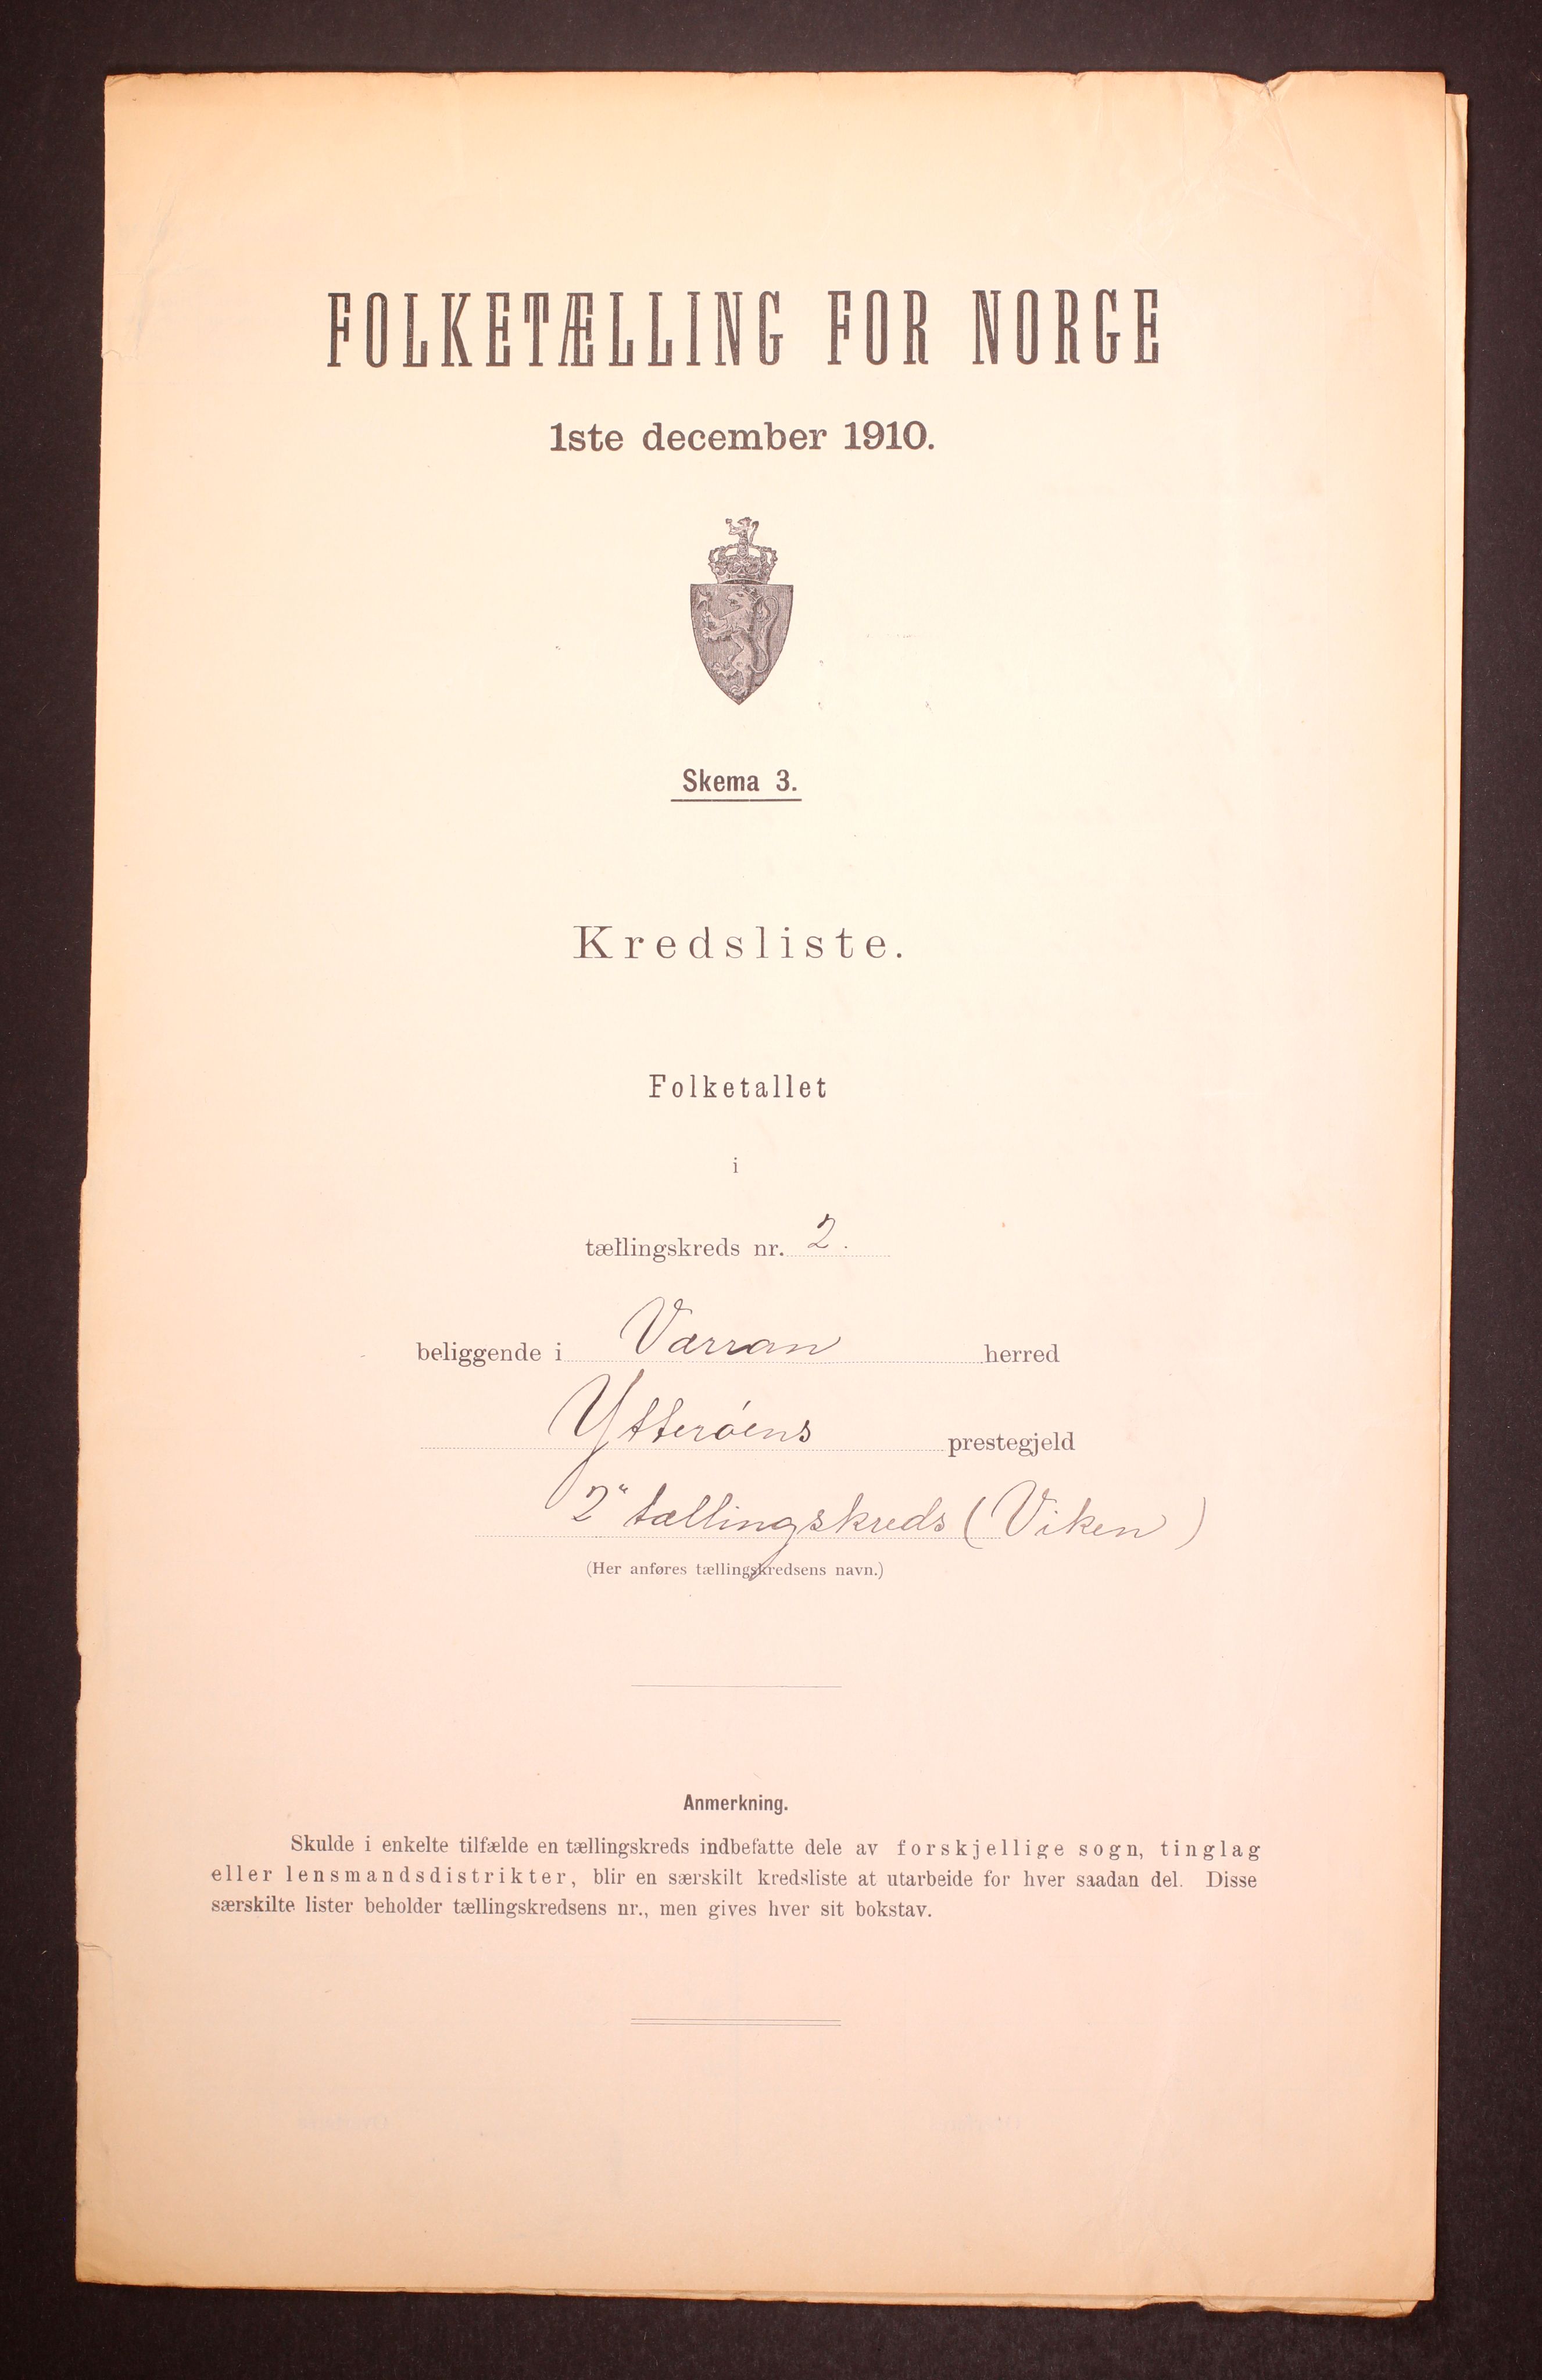 FOLKETÆLLING FOR NORGE
1ste december 1910.
Skema 3.
Kredsliste.
Folketallet
i
tællingskreds nr. 2.
beliggende i Værran herred
Ytterøens prestegjeld
2" tællingskreds (Viken)
(Her anføres tællingskredsens navn.)
Anmerkning.
Skulde i enkelte tilfælde en tællingskreds indbefatte dele av forskjellige sogn, tinglag
eller lensmandsdistrikter, blir en særskilt kredsliste at utarbeide for hver saadan del. Disse
særskilte lister beholder tællingskredsens nr., men gives hver sit bokstav.